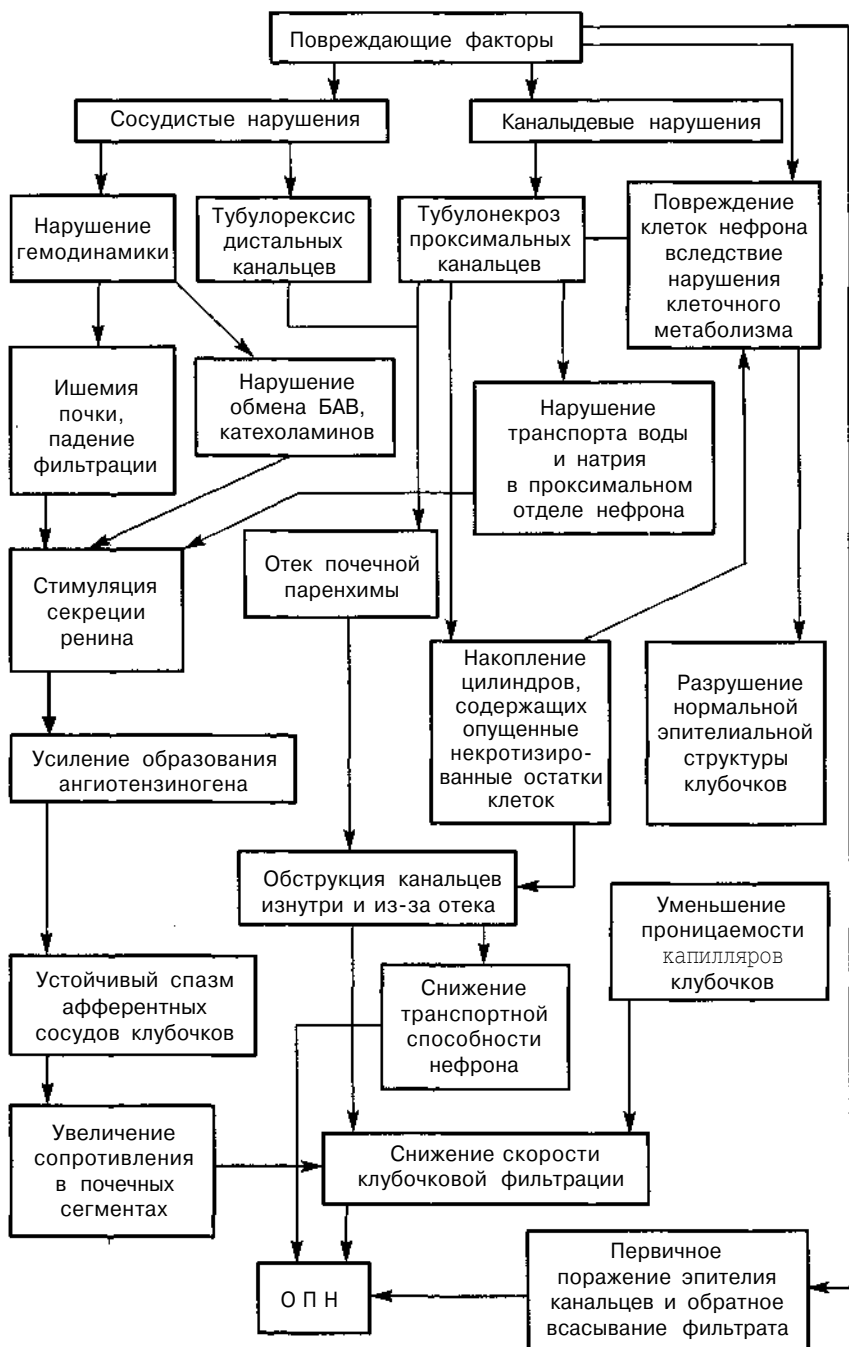 Повреждающие факторы
Сосудистые нарушения
Каналыдевые нарушения
Нарушение
гемодинамики
Тубулорексис
дистальных
канальцев
Тубулонекроз
проксимальных
канальцев
Повреждение
клеток нефрона
вследствие
нарушения
клеточного
метаболизма
Ишемия
почки,
падение
фильтрации
Нарушение
обмена БАВ,
катехоламинов
Нарушение
транспорта воды
и натрия
в проксимальном
отделе нефрона
Стимуляция
секреции
ренина
Отек почечной
паренхимы
Накопление
цилиндров,
содержащих
опущенные
некротизиро-
ванные остатки
клеток
Разрушение
нормальной
эпителиальной
структуры
клубочков
Усиление образования
ангиотензиногена
Обструкция канальцев
изнутри и из-за отека
Уменьшение
проницаемости
капилляров
клубочков
Устойчивый спазм
афферентных
сосудов клубочков
Снижение
транспортной
способности
нефрона
Увеличение
сопротивления
в почечных
сегментах
Снижение скорости
клубочковой фильтрации
О П Н
Первичное
поражение эпителия
канальцев и обратное
всасывание фильтрата